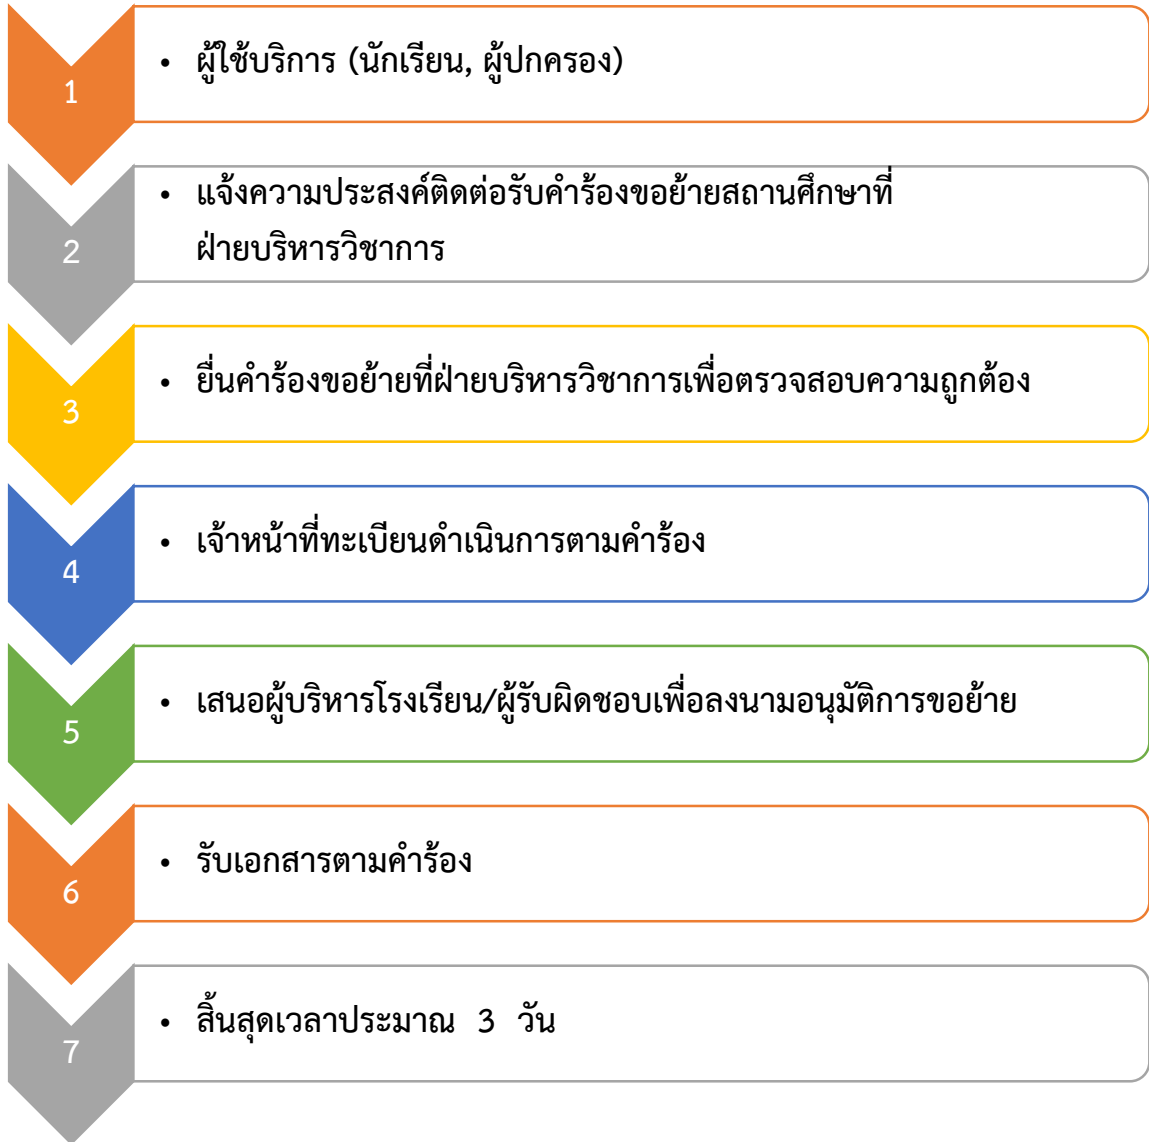 1
• ผู้ใช้บริการ (นักเรียน, ผู้ปกครอง)
2
• แจ้งความประสงค์ติดต่อรับคำร้องขอย้ายสถานศึกษาที่
ฝ่ายบริหารวิชาการ
3
• ยื่นคำร้องขอย้ายที่ฝ่ายบริหารวิชาการเพื่อตรวจสอบความถูกต้อง
4
• เจ้าหน้าที่ทะเบียนดำเนินการตามคำร้อง
5
• เสนอผู้บริหารโรงเรียน/ผู้รับผิดชอบเพื่อลงนามอนุมัติการขอย้าย
6
• รับเอกสารตามคำร้อง
7
• สิ้นสุดเวลาประมาณ 3 วัน